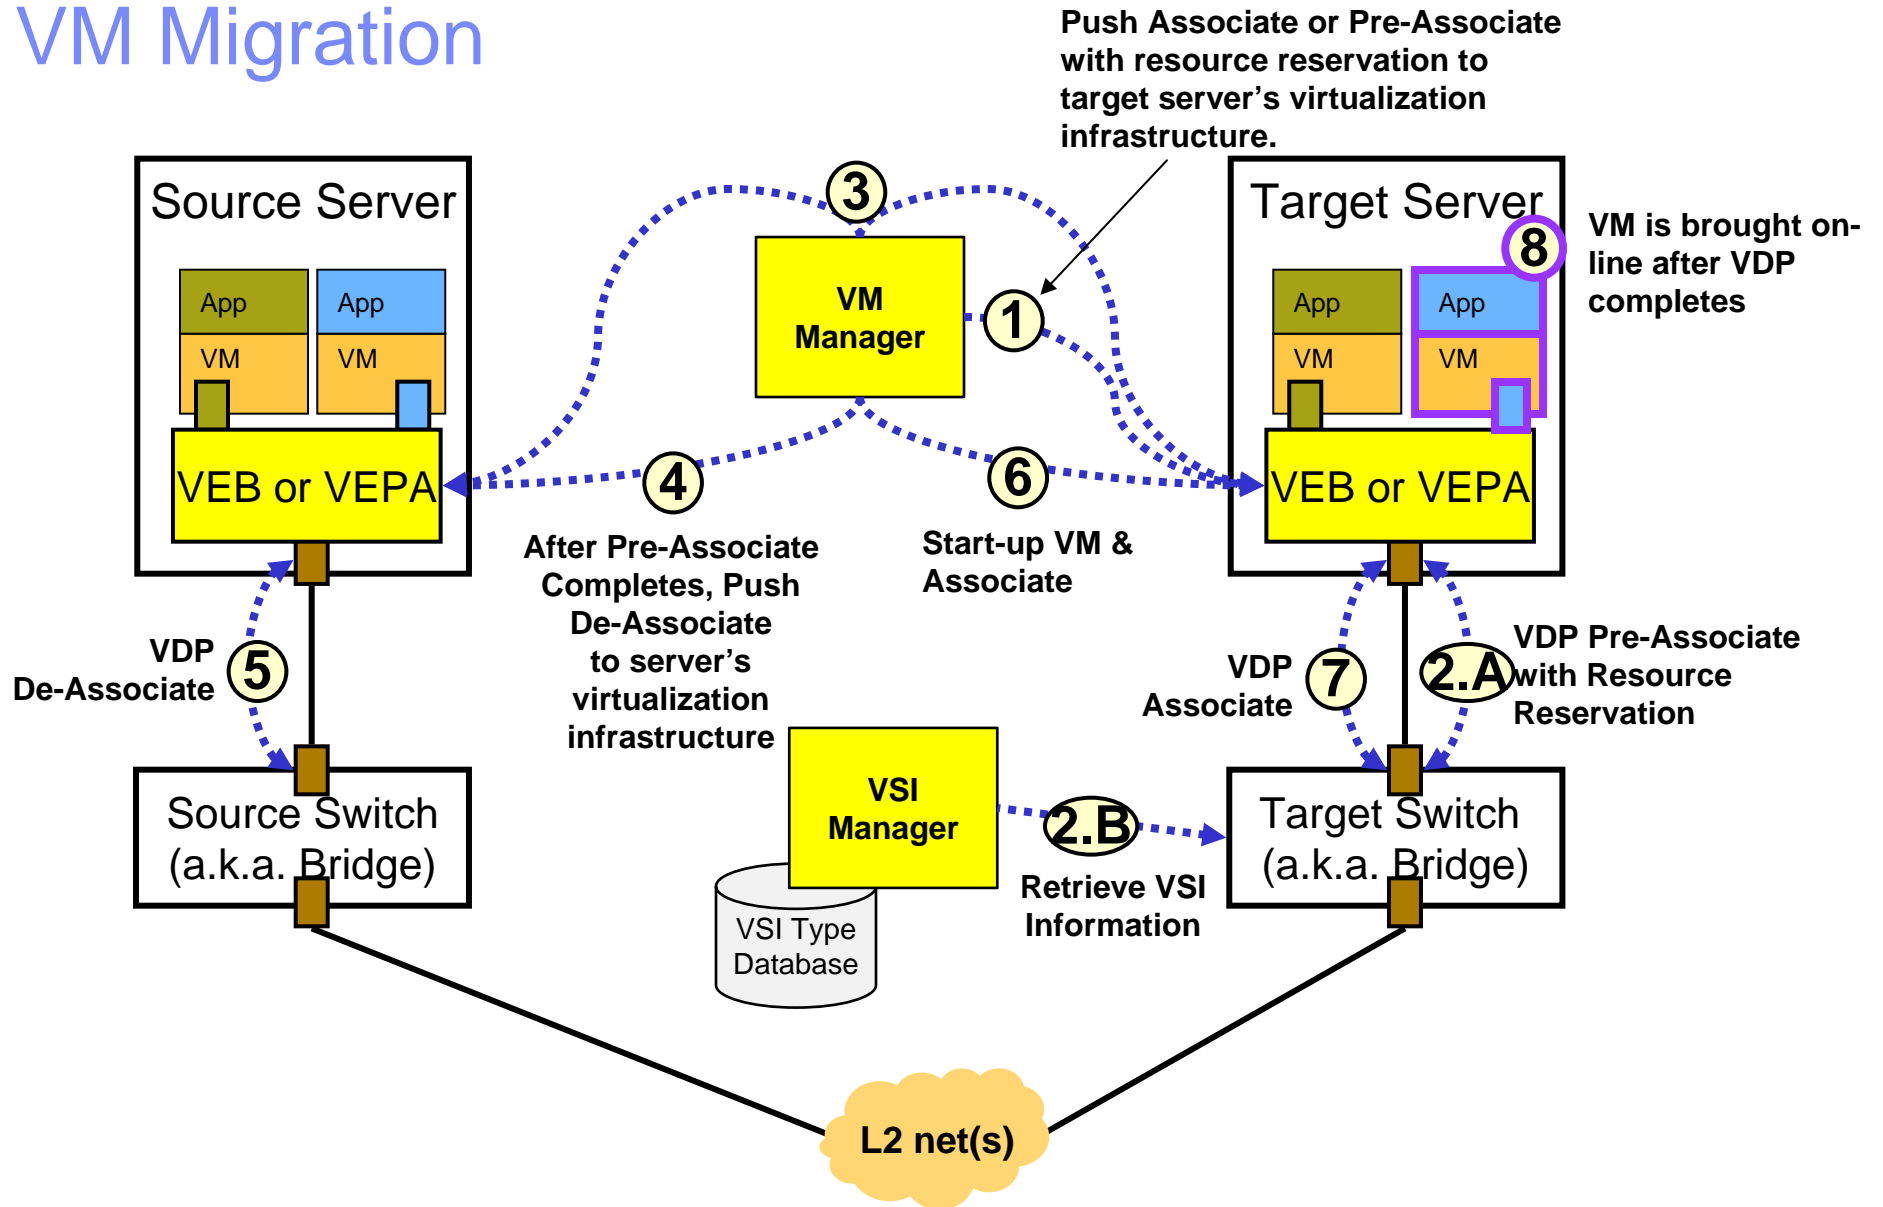 VM Migration
Push Associate or Pre-Associate
with resource reservation to
target server's virtualization
infrastructure.
Source Server
App
App
VM
VM
VEB or VEPA
3
VM
Manager
1
Target Server
8
App
App
VM
VM
VEB or VEPA
VM is brought on-
line after VDP
completes
4
After Pre-Associate
Completes, Push
De-Associate
to server's
virtualization
infrastructure
6
Start-up VM &
Associate
VDP
De-Associate
5
VDP
Associate
7
2.A
VDP Pre-Associate
with Resource
Reservation
Source Switch
(a.k.a. Bridge)
VSI
Manager
VSI Type
Database
2.B
Retrieve VSI
Information
Target Switch
(a.k.a. Bridge)
L2 net(s)